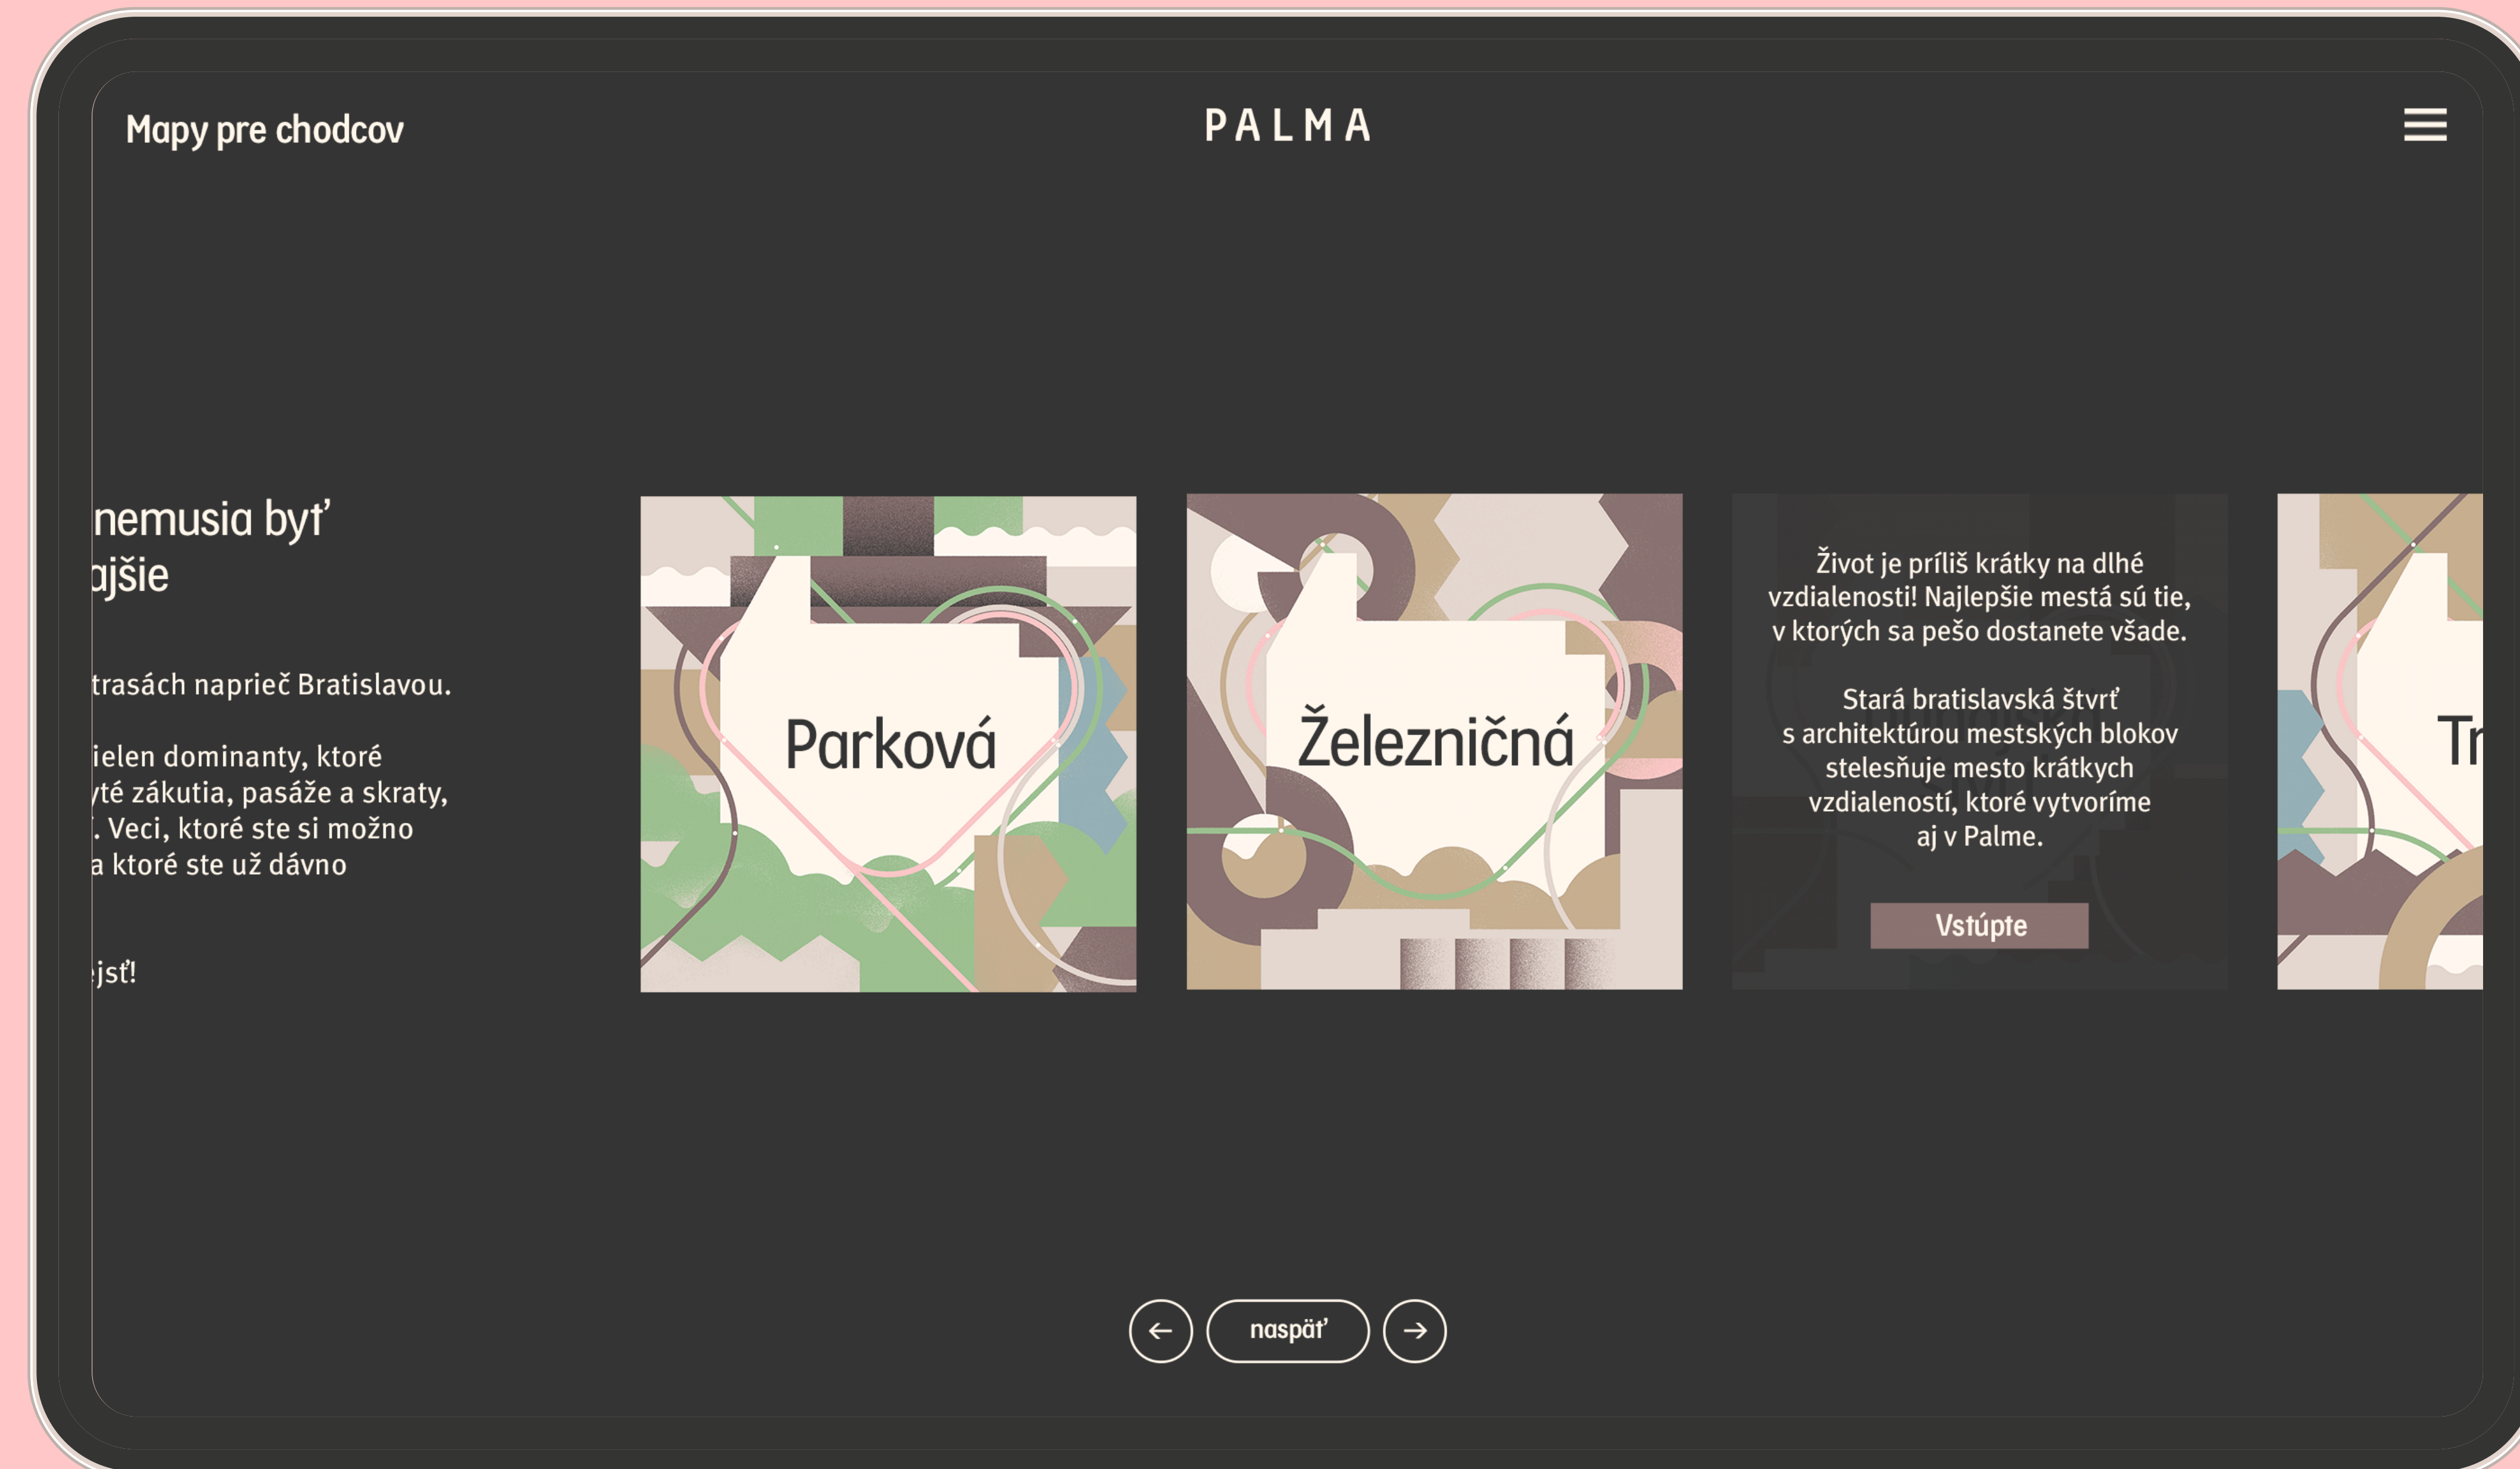 Mapy pre chodcov
PALMA
nemusia byť
ajšie
trasách naprieč Bratislavou.
ielen dominanty, ktoré
yté zákutia, pasáže a skraty,
. Veci, ktoré ste si možno
a ktoré ste už dávno
ejsť!
Parková
Železničná
Život je príliš krátky na dlhé
vzdialenosti! Najlepšie mestá sú tie,
v ktorých sa pešo dostanete všade.
Stará bratislavská štvrť
s architektúrou mestských blokov
stelesňuje mesto krátkych
vzdialeností, ktoré vytvoríme
aj v Palme.
Vstúpte
Tr
naspäť